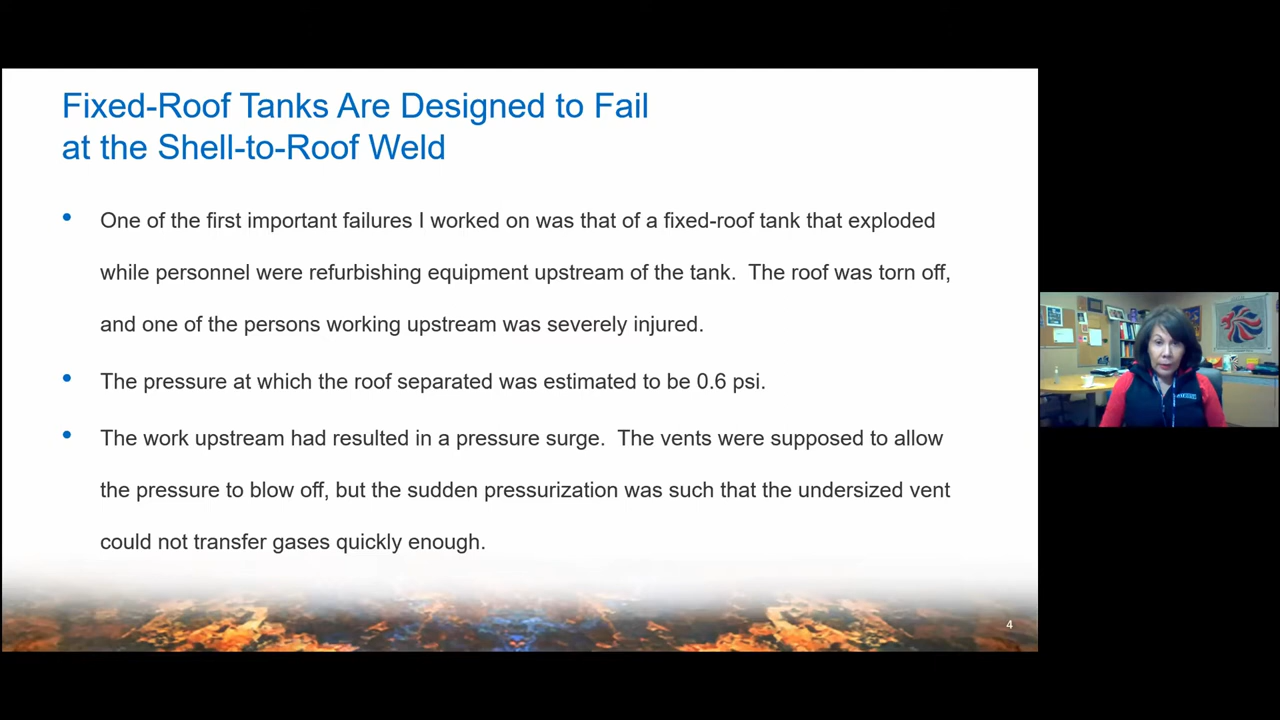 Fixed-Roof Tanks Are Designed to Fail
at the Shell-to-Roof Weld
• One of the first important failures I worked on was that of a fixed-roof tank that exploded
while personnel were refurbishing equipment upstream of the tank.  The roof was torn off,
and one of the persons working upstream was severely injured.
• The pressure at which the roof separated was estimated to be 0.6 psi.
• The work upstream had resulted in a pressure surge.  The vents were supposed to allow
the pressure to blow off, but the sudden pressurization was such that the undersized vent
could not transfer gases quickly enough.
4